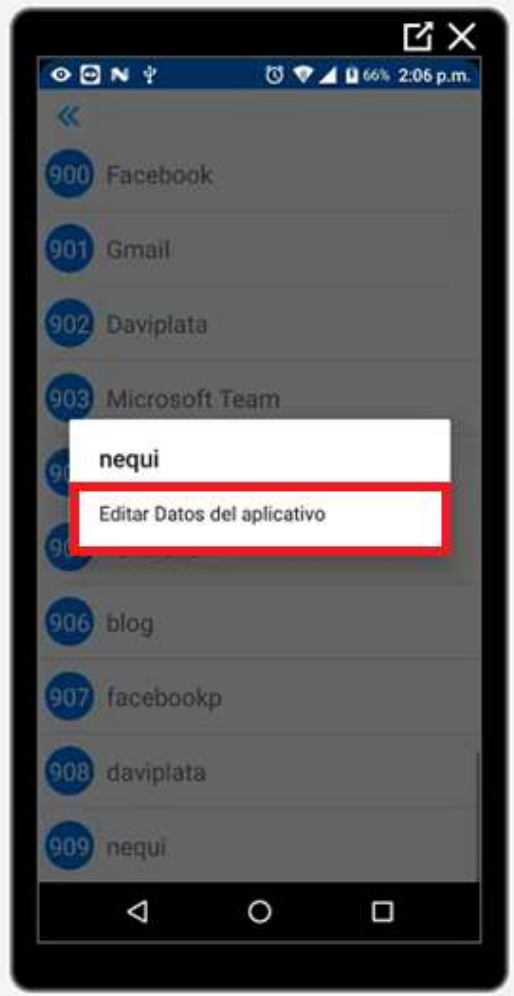 66% 2:06 p.m.
900 Facebook
901 Gmail
902 Daviplata
903 Microsoft Team
nequi
Editar Datos del aplicativo
906 blog
907 facebookp
908 daviplata
909 nequi